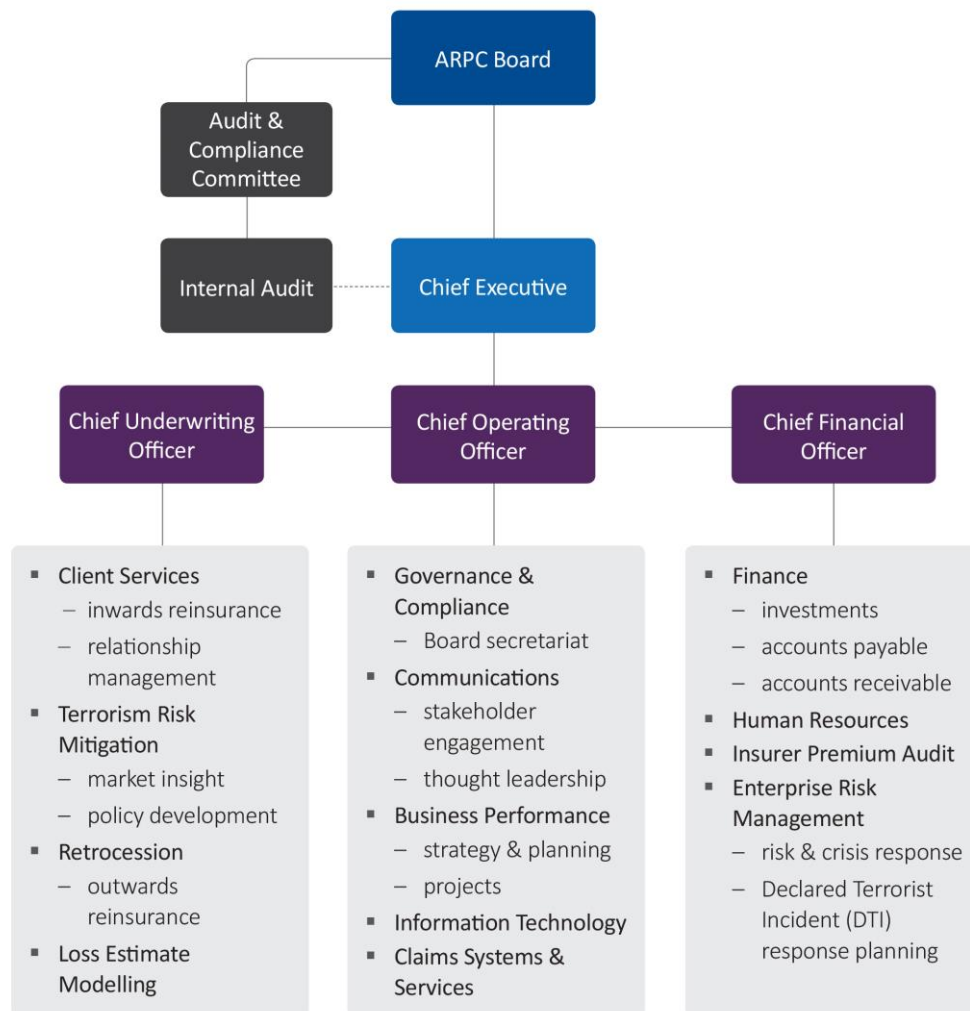 ARPC Board
Audit &
Compliance
Committee
Internal Audit
Chief Executive
Chief Underwriting
Officer
Chief Operating
Officer
Chief Financial
Officer
▪ Client Services
– inwards reinsurance
– relationship
management
▪ Terrorism Risk
Mitigation
– market insight
– policy development
▪ Retrocession
– outwards
reinsurance
▪ Loss Estimate
Modelling
▪ Governance &
Compliance
– Board secretariat
▪ Communications
– stakeholder
engagement
– thought leadership
▪ Business Performance
– strategy & planning
– projects
▪ Information Technology
▪ Claims Systems &
Services
▪ Finance
– investments
– accounts payable
– accounts receivable
▪ Human Resources
▪ Insurer Premium Audit
▪ Enterprise Risk
Management
– risk & crisis response
– Declared Terrorist
Incident (DTI)
response planning